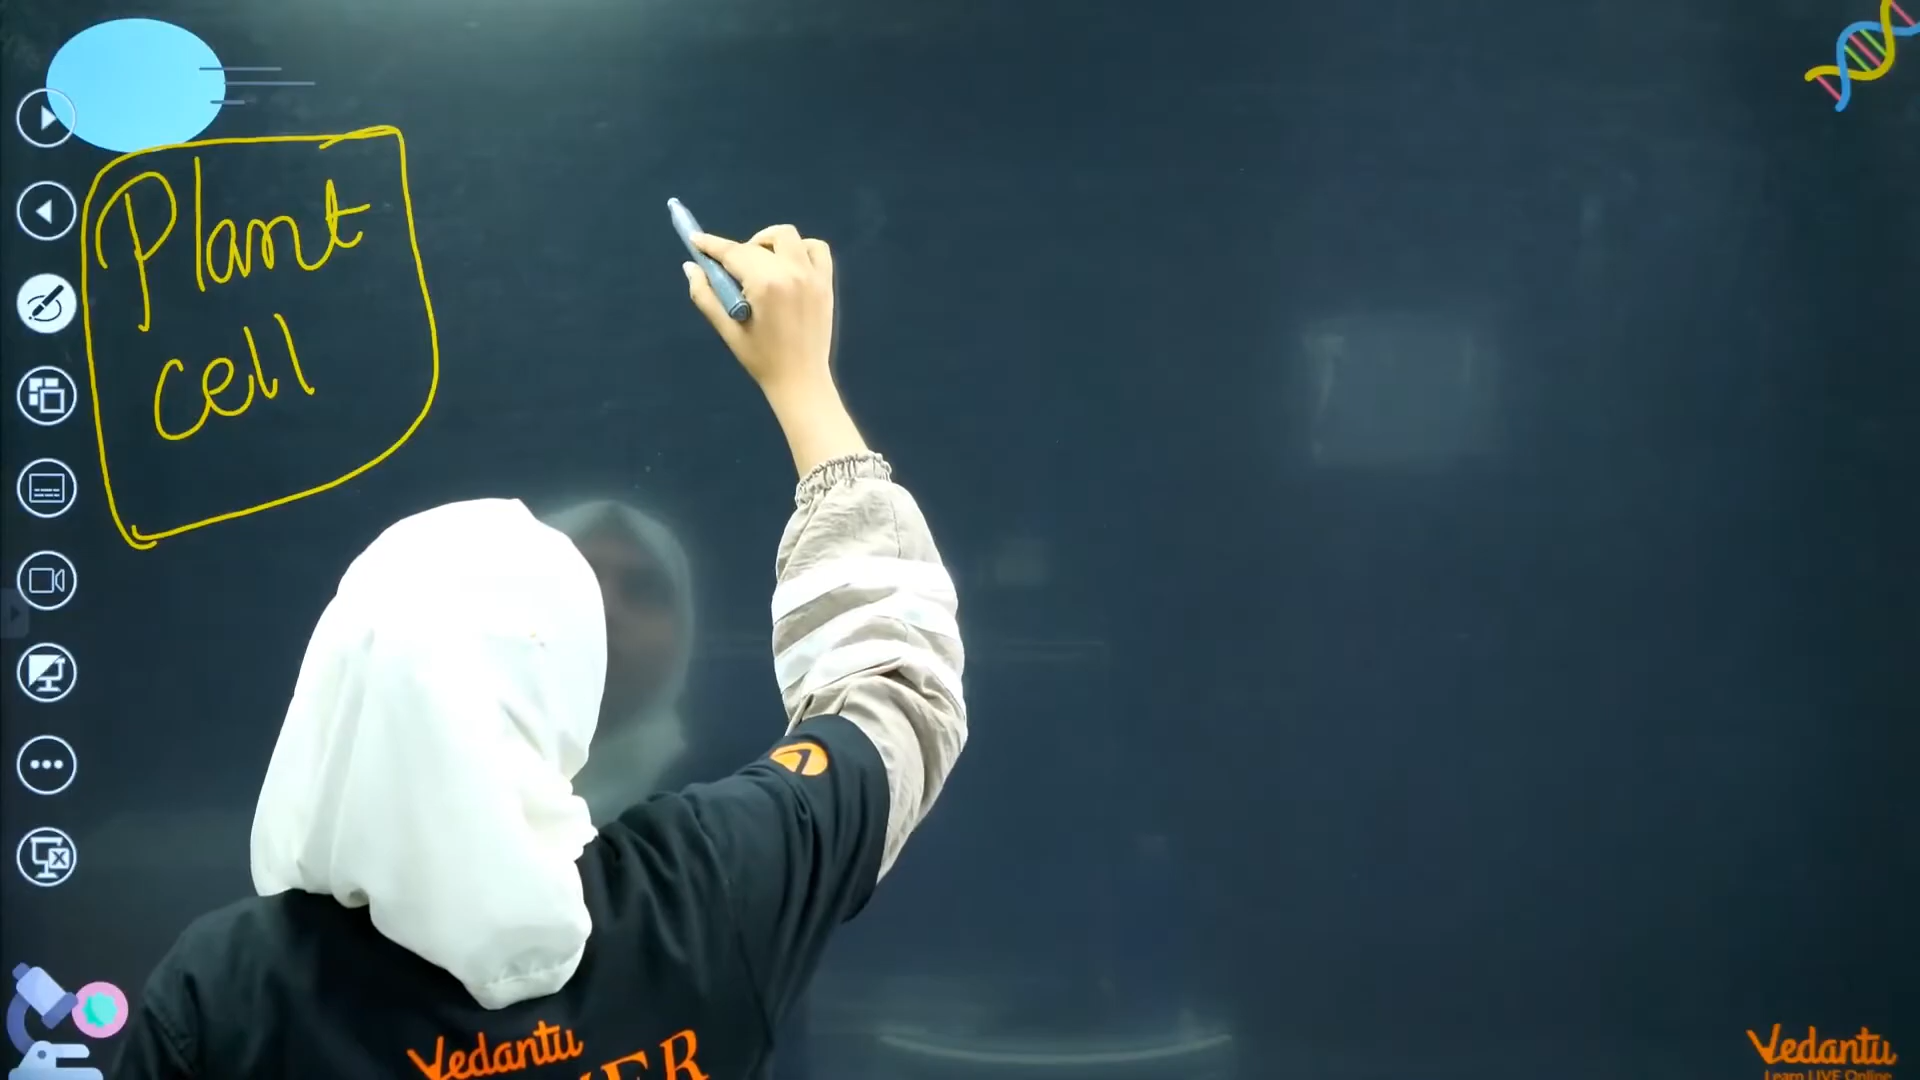 Plant
cell
Vedantu
Vedantu
Learn LIVE Online